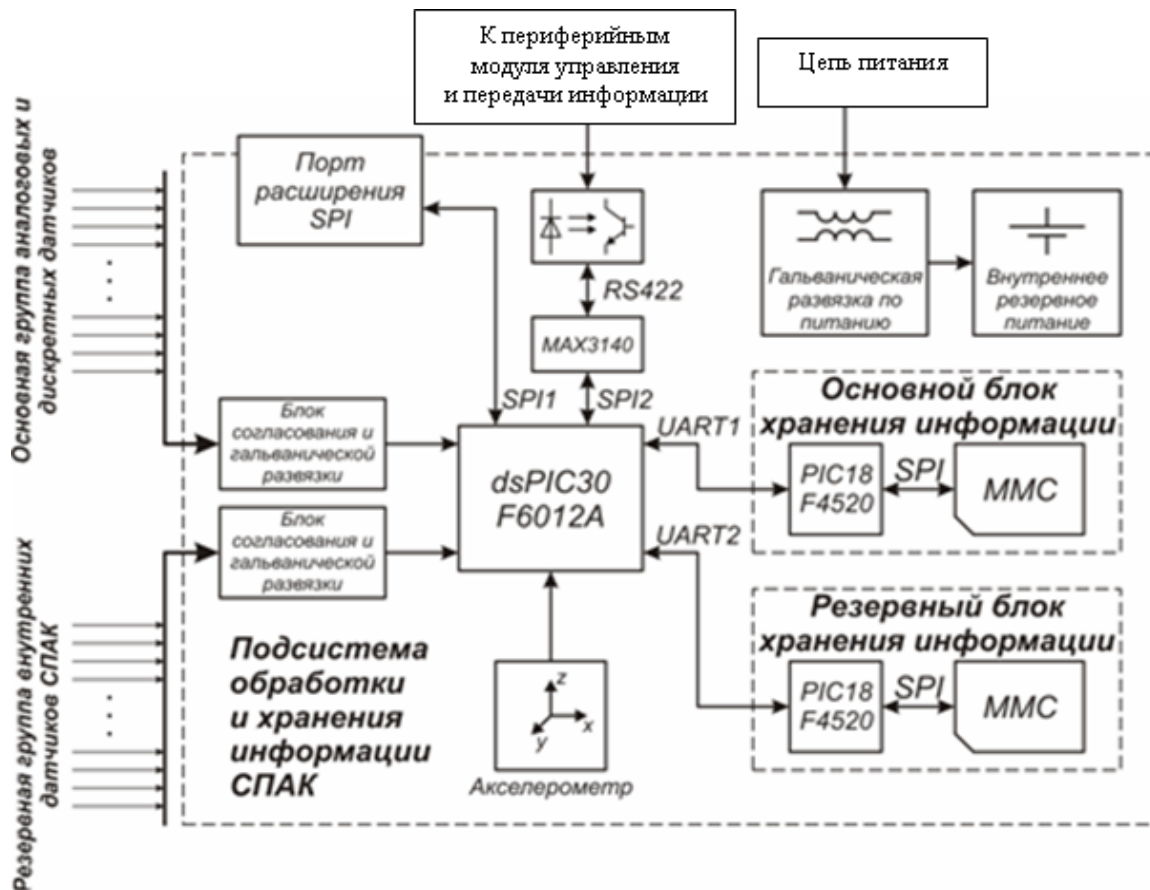 К периферийным
модуля управления
и передачи информации
Цепь питания
Основная группа аналоговых и
дискретных датчиков
Порт
расширения
SPI
RS422
MAX3140
SPI1
SPI2
Гальваническая
развязка по
питанию
Внутреннее
резервное
питание
Блок
согласования и
гальванической
развязки
dsPIC30
F6012A
UART1
Основной блок
хранения информации
PIC18
F4520
SPI
MMC
Резервная группа внутренних
датчиков СПАК
Блок
согласования и
гальванической
развязки
UART2
Резервный блок
хранения информации
PIC18
F4520
SPI
MMC
Подсистема
обработки
и хранения
информации
СПАК
z
x
y
Акселерометр